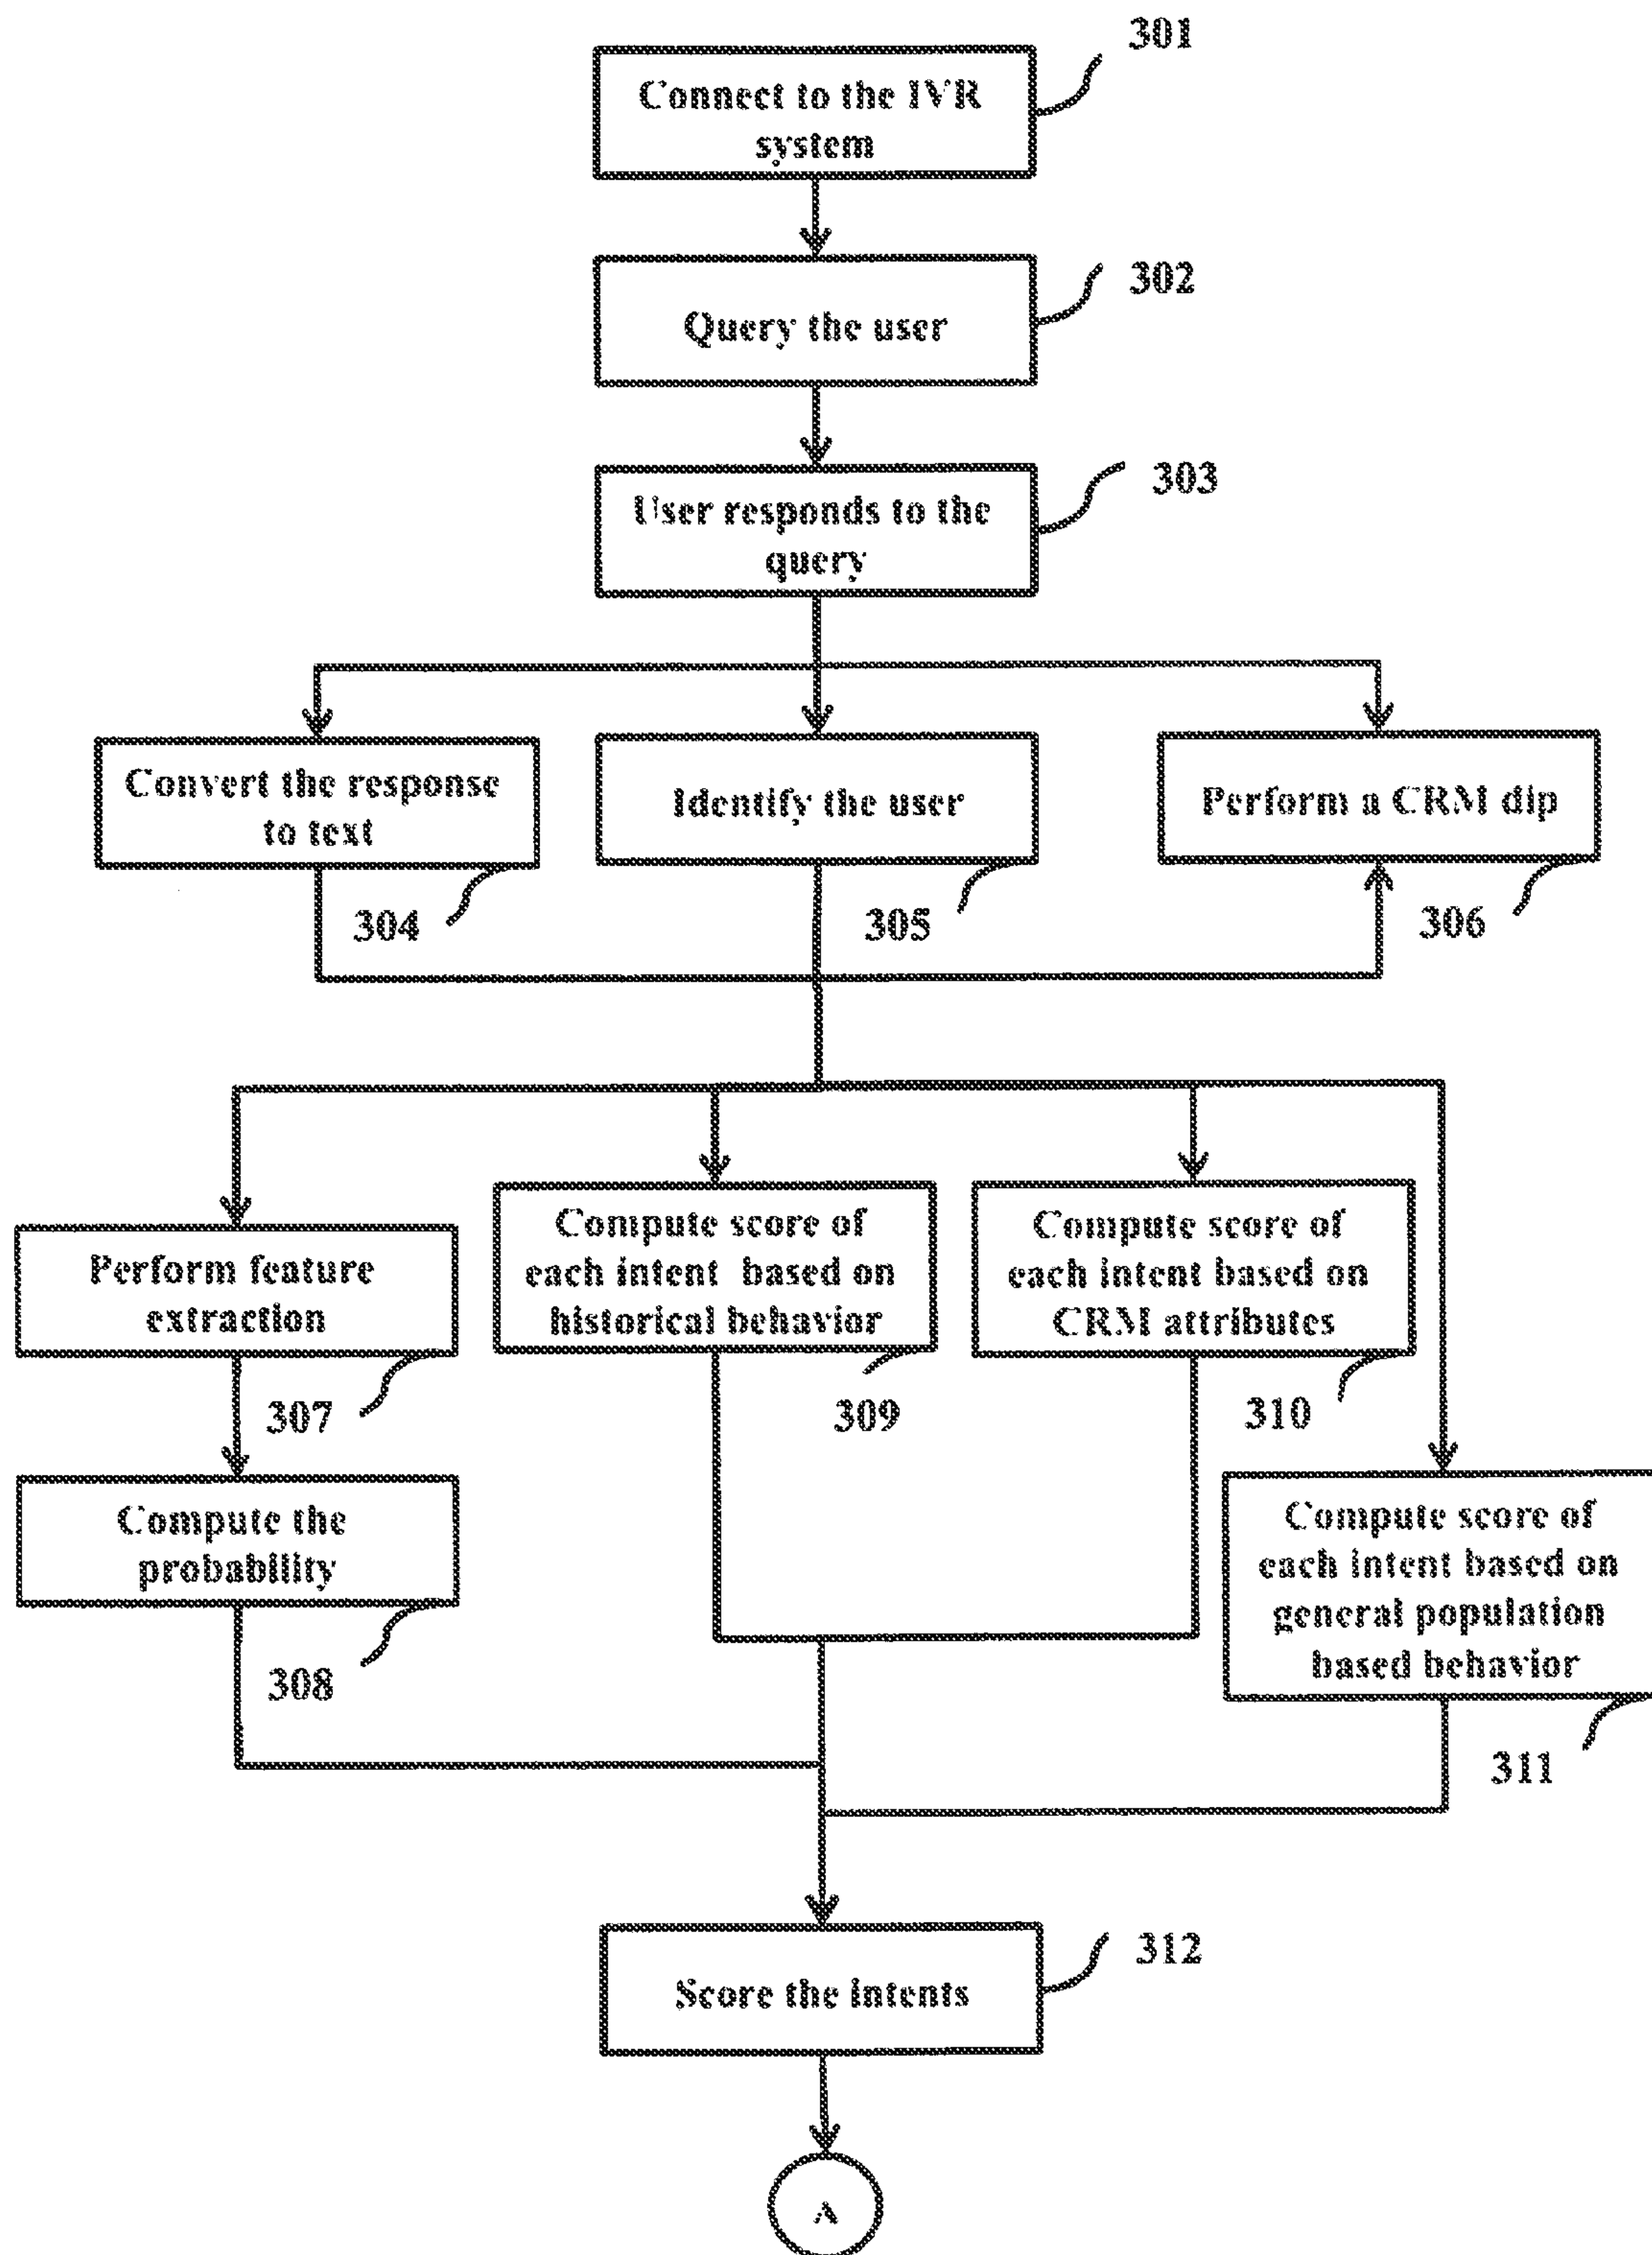 301
Connect to the IVR
system
302
Query the user
303
User responds to the
query
Convert the response
to text
304
Identify the user
305
Perform a CRM dip
306
Perform feature
extraction
307
Compute score of
each intent based on
historical behavior
309
Compute score of
each intent based on
CRM attributes
310
Compute the
probability
308
Compute score of
each intent based on
general population
based behavior
311
312
Score the intents
A